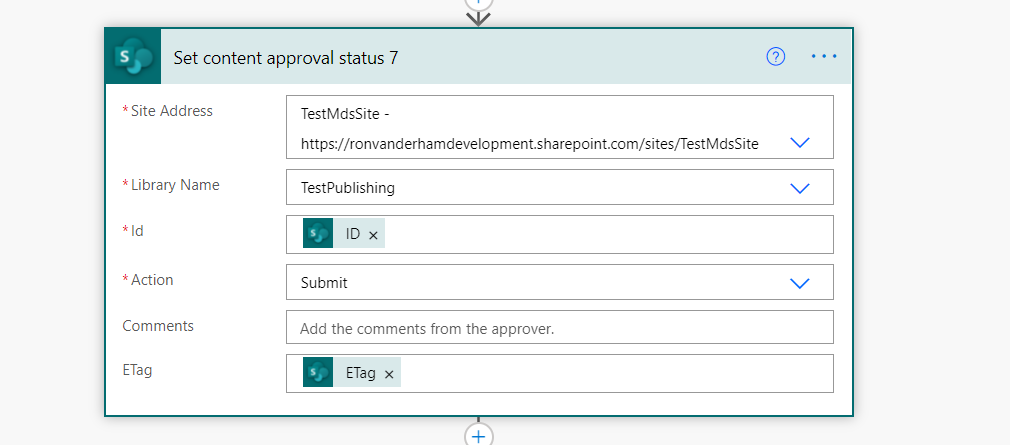 Set content approval status 7
* Site Address
TestMdsSite -
https://ronvanderhamdevelopment.sharepoint.com/sites/TestMdsSite
* Library Name
TestPublishing
* Id
ID ×
* Action
Submit
Comments
Add the comments from the approver.
ETag
ETag ×